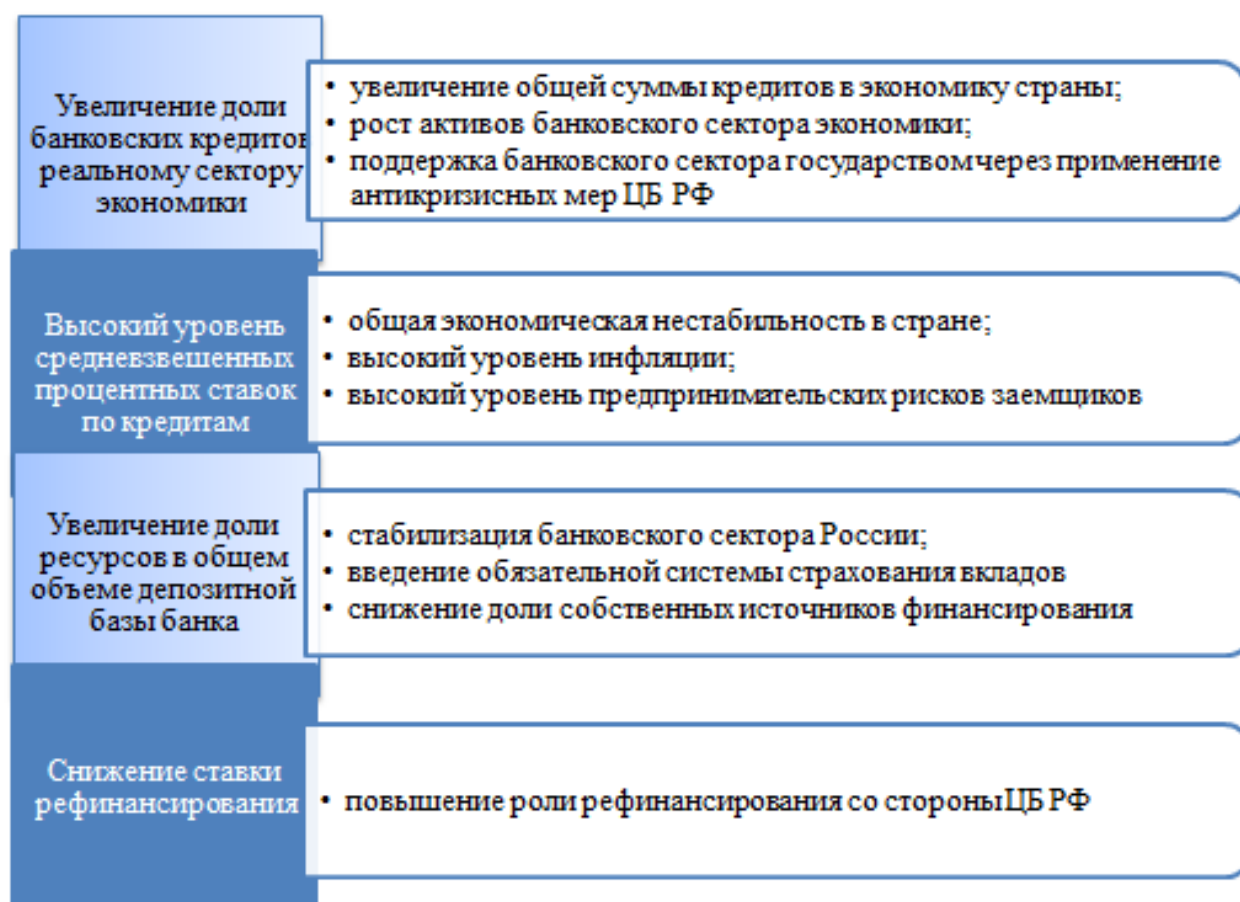 Увеличение доли
банковских кредитов
реальному сектору
экономики
• увеличение общей суммы кредитов в экономику страны;
• рост активов банковского сектора экономики;
• поддержка банковского сектора государством через применение
антикризисных мер ЦБ РФ
Высокий уровень
средневзвешенных
процентных ставок
по кредитам
• общая экономическая нестабильность в стране;
• высокий уровень инфляции;
• высокий уровень предпринимательских рисков заемщиков
Увеличение доли
ресурсов в общем
объеме депозитной
базы банка
• стабилизация банковского сектора России;
• введение обязательной системы страхования вкладов
• снижение доли собственных источников финансирования
Снижение ставки
рефинансирования
• повышение роли рефинансирования со стороны ЦБ РФ